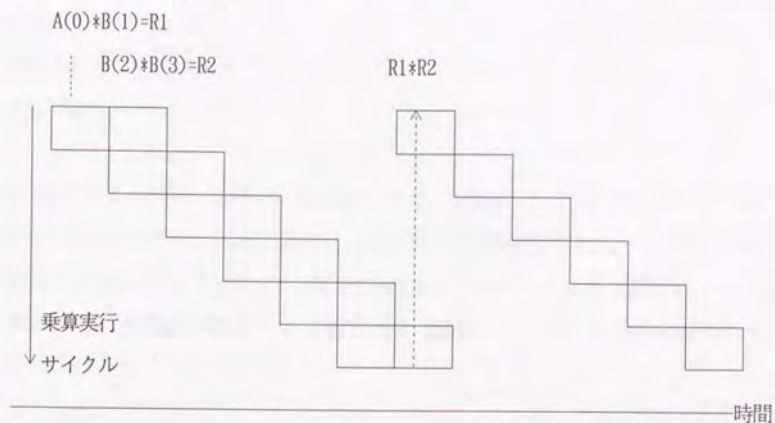 A(0)*B(1)=R1
B(2)*B(3)=R2
R1*R2
乗算実行
サイクル
時間